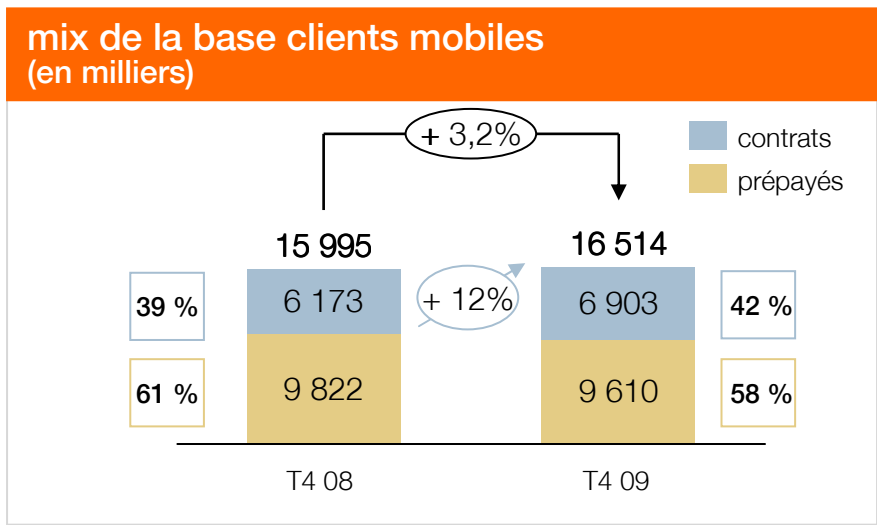 mix de la base clients mobiles
(en milliers)
+ 3,2%
contrats
prépayés
15 995
16 514
39 %
6 173
+ 12%
6 903
42 %
61 %
9 822
9 610
58 %
T4 08
T4 09